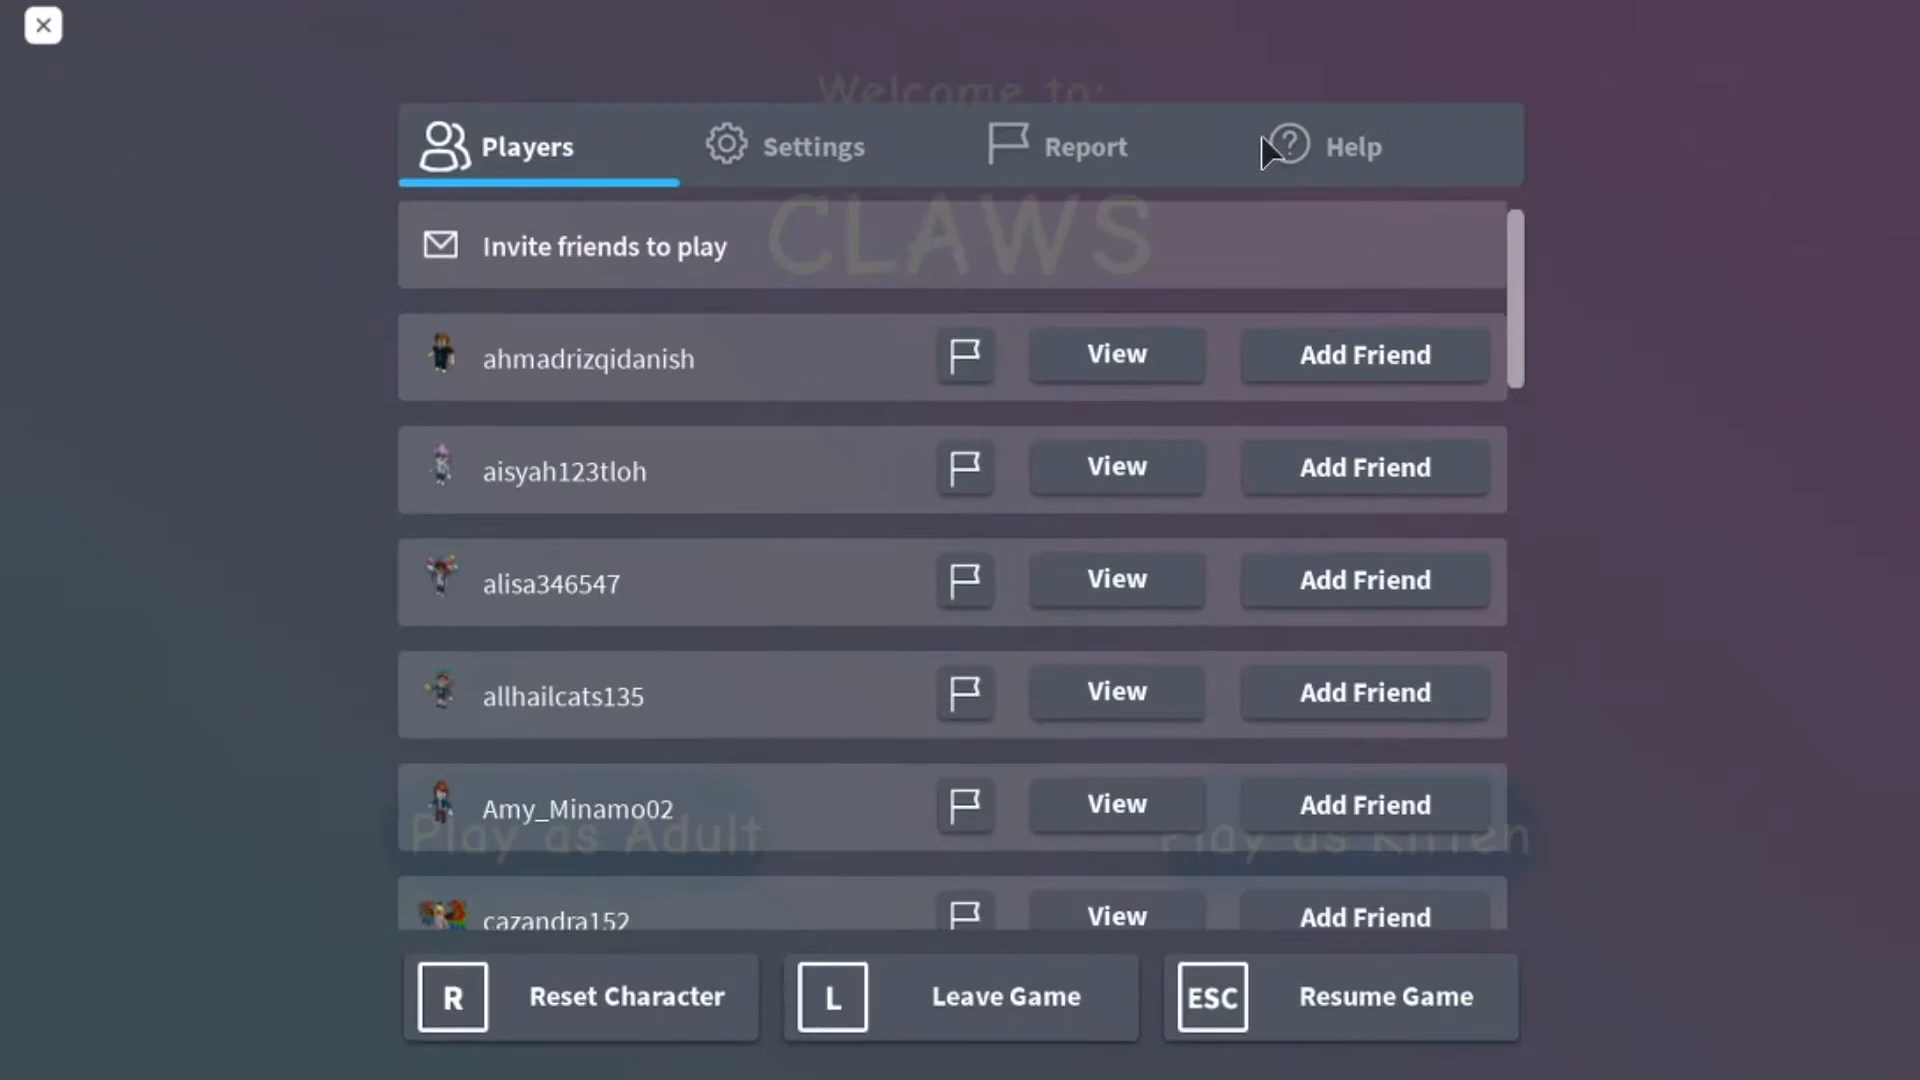 Welcome to:
Players
Settings
Report
Help
CLAWS
Invite friends to play
ahmadrizqidanish
View
Add Friend
aisyah123tloh
View
Add Friend
alisa346547
View
Add Friend
allhailcats135
View
Add Friend
Amy_Minamo02
View
Add Friend
Play as Adult
Play as Kitten
cazandra152
View
Add Friend
R
Reset Character
L
Leave Game
ESC
Resume Game